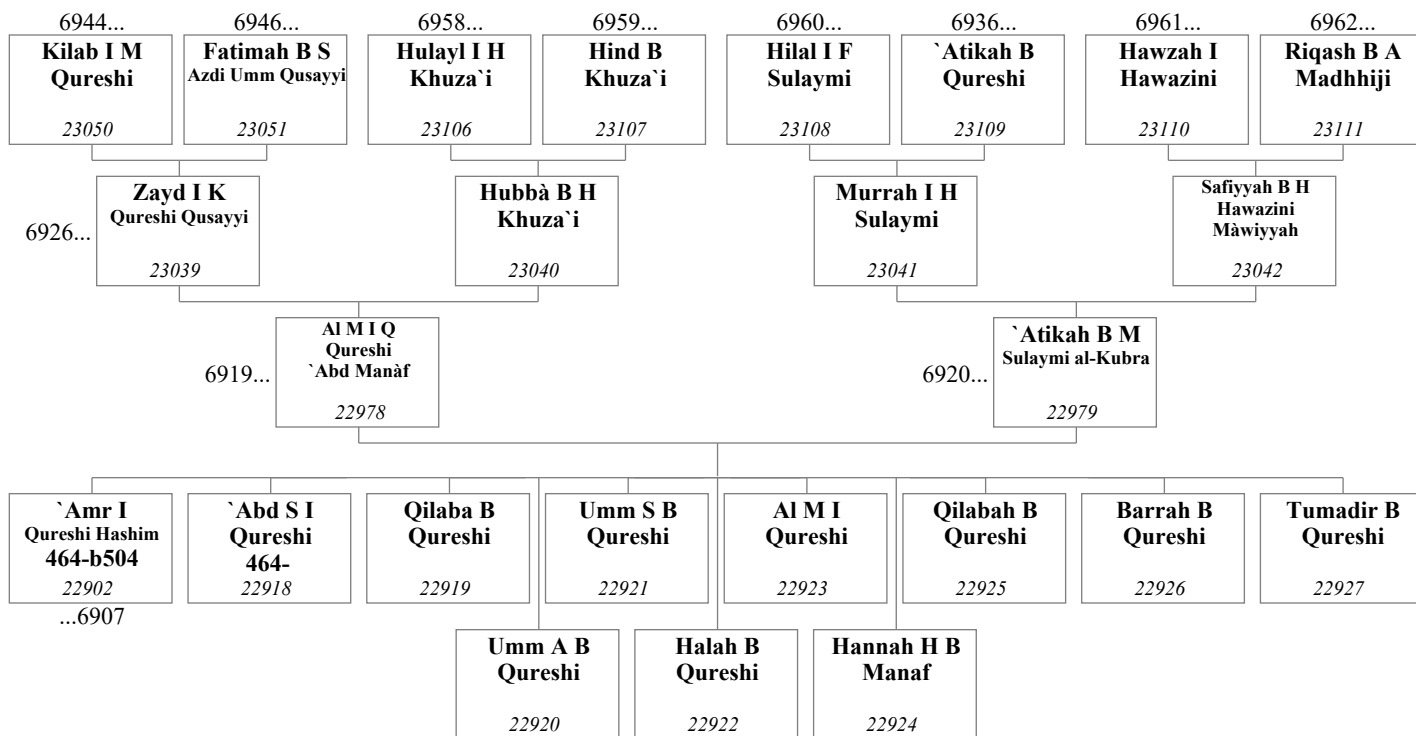 6944...
6946...
6958...
6959...
6960...
6936...
6961...
6962...
Kilab I M
Qureshi
23050
Fatimah B S
Azdi Umm Qusayyi
23051
Hulayl I H
Khuza`i
23106
Hind B
Khuza`i
23107
Hilal I F
Sulaymi
23108
`Atikah B
Qureshi
23109
Hawzah I
Hawazini
23110
Riqash B A
Madhhiji
23111
6926...
Zayd I K
Qureshi Qusayyi
23039
Hubbà B H
Khuza`i
23040
Murrah I H
Sulaymi
23041
Safiyyah B H
Hawazini
Màwiyyah
23042
6919...
Al M I Q
Qureshi
`Abd Manàf
22978
6920...
`Atikah B M
Sulaymi al-Kubra
22979
`Amr I
Qureshi Hashim
464-b504
22902
...6907
`Abd S I
Qureshi
464-
22918
Qilaba B
Qureshi
22919
Umm S B
Qureshi
22921
Al M I
Qureshi
22923
Qilabah B
Qureshi
22925
Barrah B
Qureshi
22926
Tumadir B
Qureshi
22927
Umm A B
Qureshi
22920
Halah B
Qureshi
22922
Hannah H B
Manaf
22924